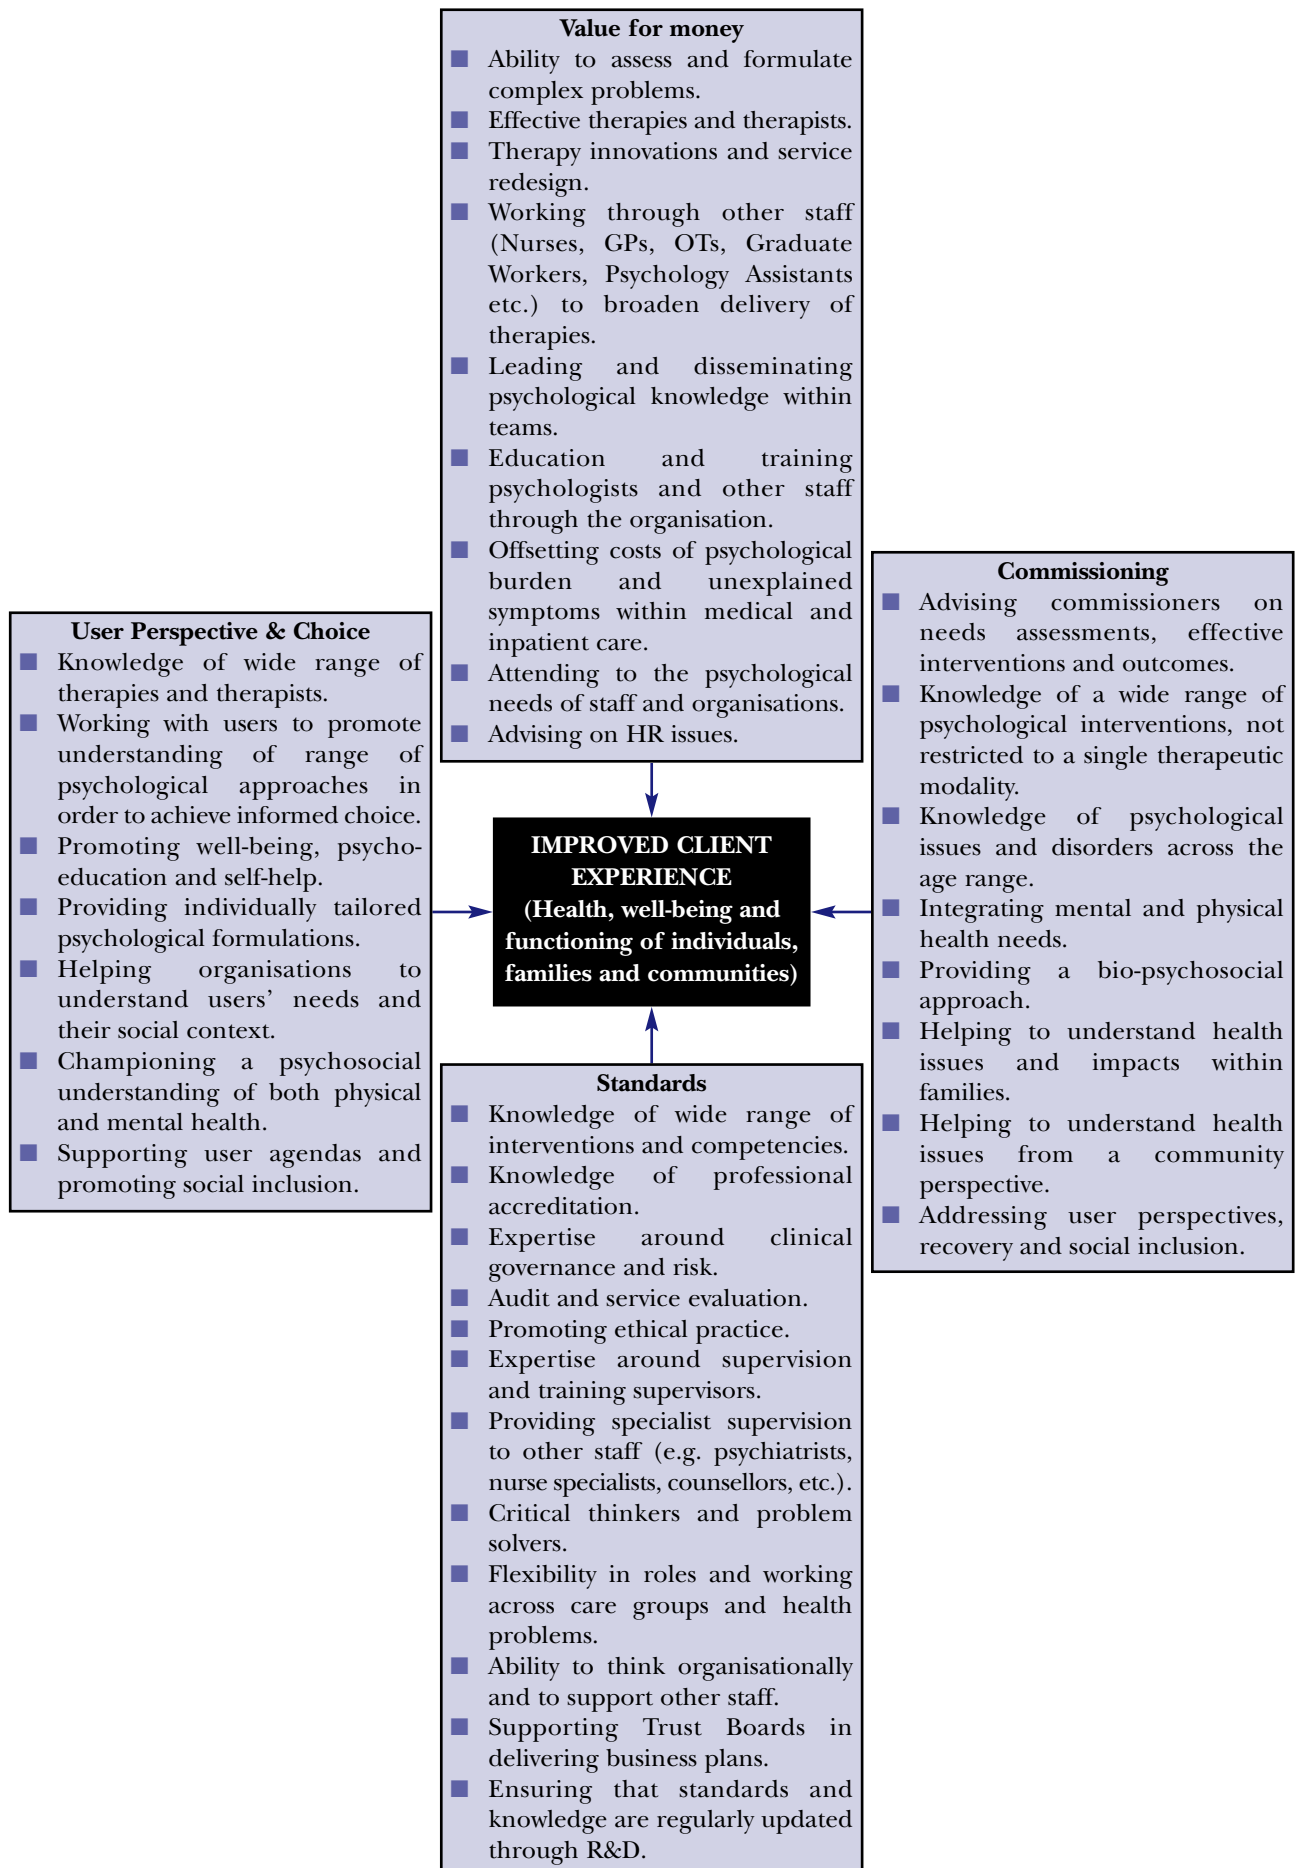 Value for money
■ Ability to assess and formulate
complex problems.
■ Effective therapies and therapists.
■ Therapy innovations and service
redesign.
■ Working through other staff
(Nurses, GPs, OTs, Graduate
Workers, Psychology Assistants
etc.) to broaden delivery of
therapies.
■ Leading and disseminating
psychological knowledge within
teams.
■ Education and training
psychologists and other staff
through the organisation.
■ Offsetting costs of psychological
burden and unexplained
symptoms within medical and
inpatient care.
■ Attending to the psychological
needs of staff and organisations.
■ Advising on HR issues.
User Perspective & Choice
■ Knowledge of wide range of
therapies and therapists.
■ Working with users to promote
understanding of range of
psychological approaches in
order to achieve informed choice.
■ Promoting well-being, psycho-
education and self-help.
■ Providing individually tailored
psychological formulations.
■ Helping organisations to
understand users’ needs and
their social context.
■ Championing a psychosocial
understanding of both physical
and mental health.
■ Supporting user agendas and
promoting social inclusion.
IMPROVED CLIENT
EXPERIENCE
(Health, well-being and
functioning of individuals,
families and communities)
Commissioning
■ Advising commissioners on
needs assessments, effective
interventions and outcomes.
■ Knowledge of a wide range of
psychological interventions, not
restricted to a single therapeutic
modality.
■ Knowledge of psychological
issues and disorders across the
age range.
■ Integrating mental and physical
health needs.
■ Providing a bio-psychosocial
approach.
■ Helping to understand health
issues and impacts within
families.
■ Helping to understand health
issues from a community
perspective.
■ Addressing user perspectives,
recovery and social inclusion.
Standards
■ Knowledge of wide range of
interventions and competencies.
■ Knowledge of professional
accreditation.
■ Expertise around clinical
governance and risk.
■ Audit and service evaluation.
■ Promoting ethical practice.
■ Expertise around supervision
and training supervisors.
■ Providing specialist supervision
to other staff (e.g. psychiatrists,
nurse specialists, counsellors, etc.).
■ Critical thinkers and problem
solvers.
■ Flexibility in roles and working
across care groups and health
problems.
■ Ability to think organisationally
and to support other staff.
■ Supporting Trust Boards in
delivering business plans.
■ Ensuring that standards and
knowledge are regularly updated
through R&D.